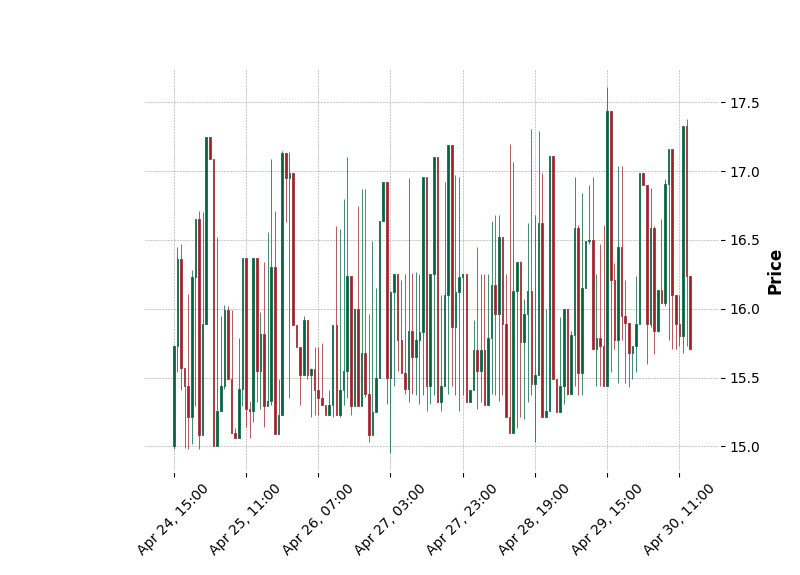 17.5
17.0
16.5
16.0
15.5
15.0
Price
Apr 24, 15:00
Apr 25, 11:00
Apr 26, 07:00
Apr 27, 03:00
Apr 27, 23:00
Apr 28, 19:00
Apr 29, 15:00
Apr 30, 11:00